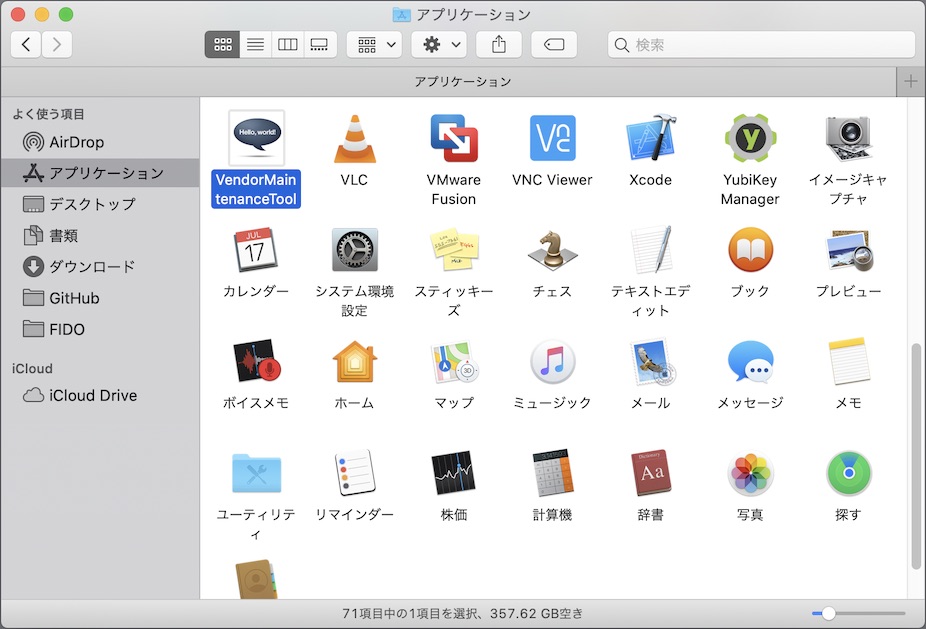 アプリケーション
検索
アプリケーション
よく使う項目
AirDrop
アプリケーション
デスクトップ
書類
ダウンロード
GitHub
FIDO
iCloud
iCloud Drive
Hello, world!
VendorMain
tenanceTool
VLC
VMware
Fusion
VNC Viewer
Xcode
YubiKey
Manager
イメージキャ
プチャ
JUL
17
カレンダー
システム環境
設定
スティッキー
ズ
チェス
テキストエディ
ィット
ブック
プレビュー
ボイスメモ
ホーム
3D
マップ
ミュージック
メール
メッセージ
メモ
ユーティリテ
ィ
リマインダー
株価
計算機
Dictionary
Aa
辞書
写真
探す
71項目中の1項目を選択、357.62 GB空き